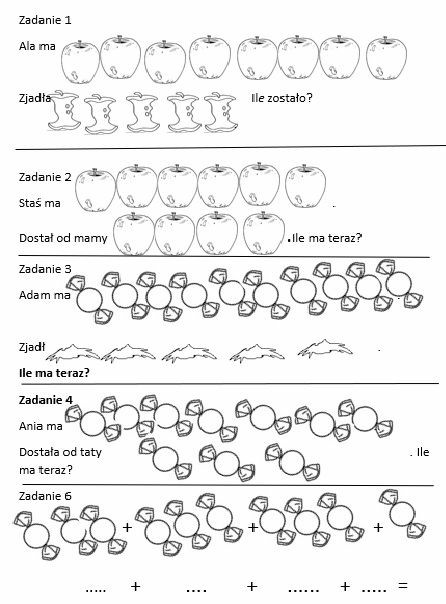 Zadanie 1
Ala ma
Zjadła Ile zostało?
Zadanie 2
Staś ma .
Dostał od mamy .Ile ma teraz?
Zadanie 3
Adam ma .
Zjadł .
Ile ma teraz?
Zadanie 4
Ania ma
Dostała od taty . Ile
ma teraz?
Zadanie 6
+ + +
..... + .... + ...... + ..... =